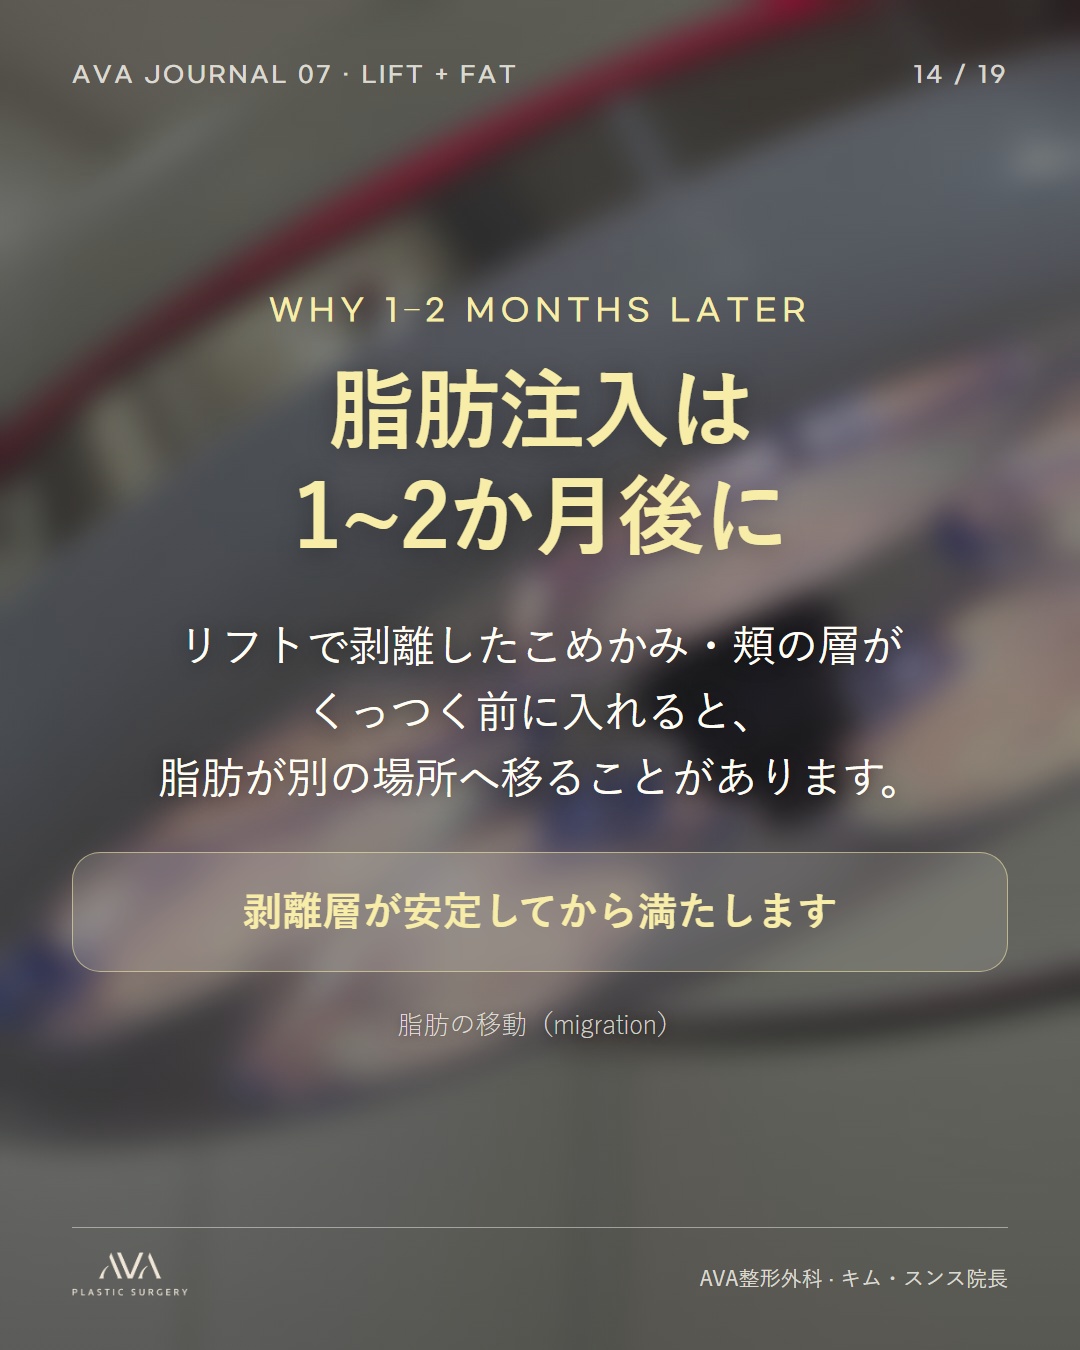 AVA JOURNAL 07 · LIFT + FAT
14 / 19
WHY 1–2 MONTHS LATER
脂肪注入は
1~2か月後に
リフトで剥離したこめかみ・頬の層が
くっつく前に入れると、
脂肪が別の場所へ移ることがあります。
剥離層が安定してから満たします
脂肪の移動（migration）
AVA
PLASTIC SURGERY
AVA整形外科 · キム・スンス院長